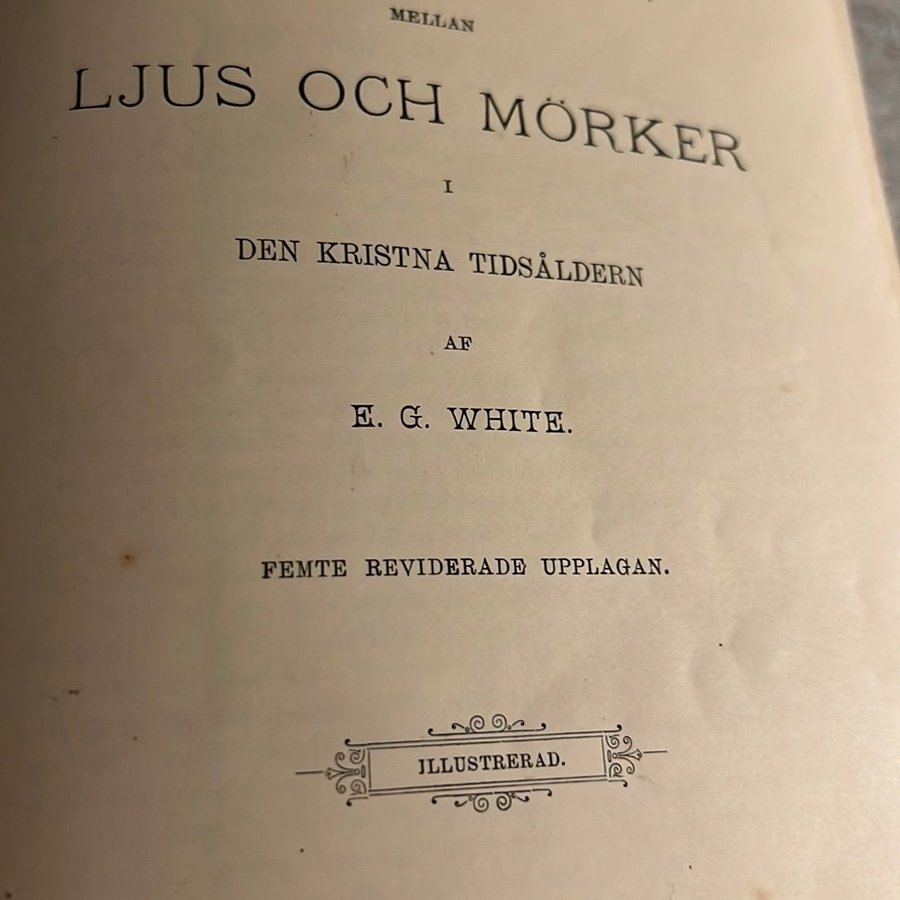 MELLAN
LJUS OCH MÖRKER
I
DEN KRISTNA TIDSÅLDERN
AF
E. G. WHITE.
FEMTE REVIDERADE UPPLAGAN.
ILLUSTRERAD.